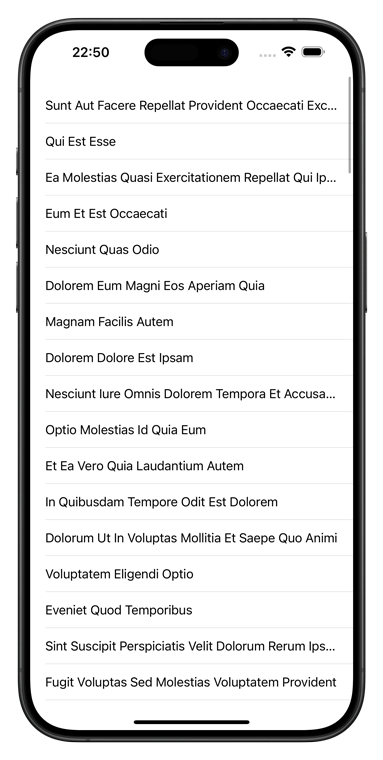 22:50
Sunt Aut Facere Repellat Provident Occaecati Exc...
Qui Est Esse
Ea Molestias Quasi Exercitationem Repellat Qui Ip...
Eum Et Est Occaecati
Nesciunt Quas Odio
Dolorem Eum Magni Eos Aperiam Quia
Magnam Facilis Autem
Dolorem Dolore Est Ipsam
Nesciunt Iure Omnis Dolorem Tempora Et Accusa...
Optio Molestias Id Quia Eum
Et Ea Vero Quia Laudantium Autem
In Quibusdam Tempore Odit Est Dolorem
Dolorum Ut In Voluptas Mollitia Et Saepe Quo Animi
Voluptatem Eligendi Optio
Eveniet Quod Temporibus
Sint Suscipit Perspiciatis Velit Dolorum Rerum Ips...
Fugit Voluptas Sed Molestias Voluptatem Provident